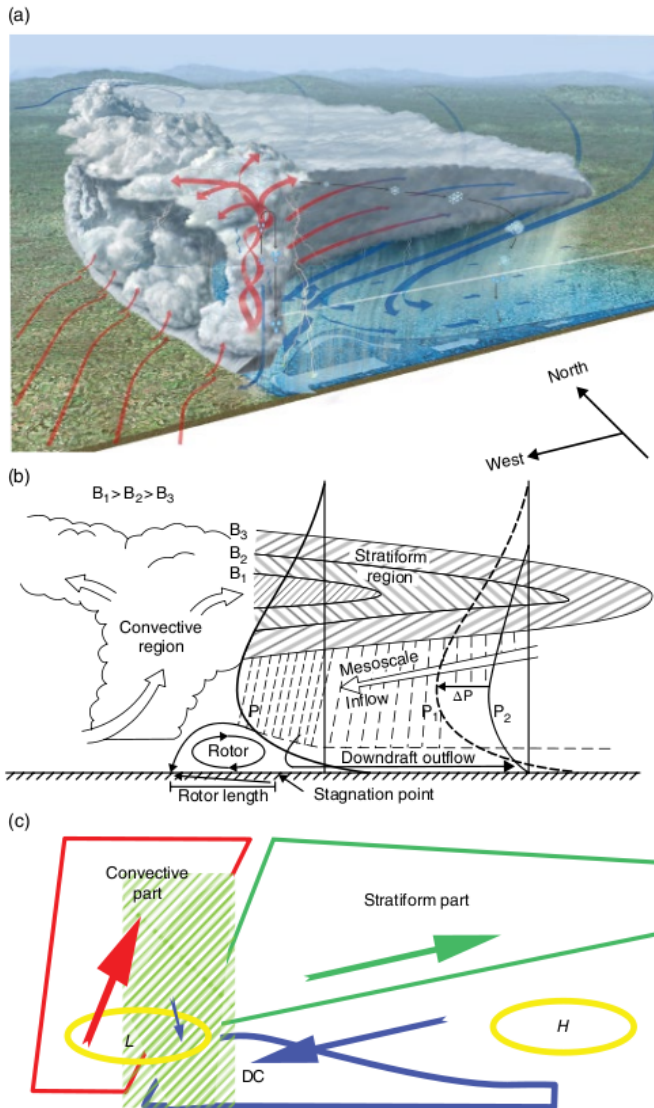 (a)
North
West
(b)
B1 > B2 > B3
B3
B2
B1
Stratiform
region
Convective
region
Mesoscale
Inflow
P
P1
ΔP
P2
Rotor
Downdraft outflow
Rotor length
Stagnation point
(c)
Convective
part
Stratiform part
L
H
DC